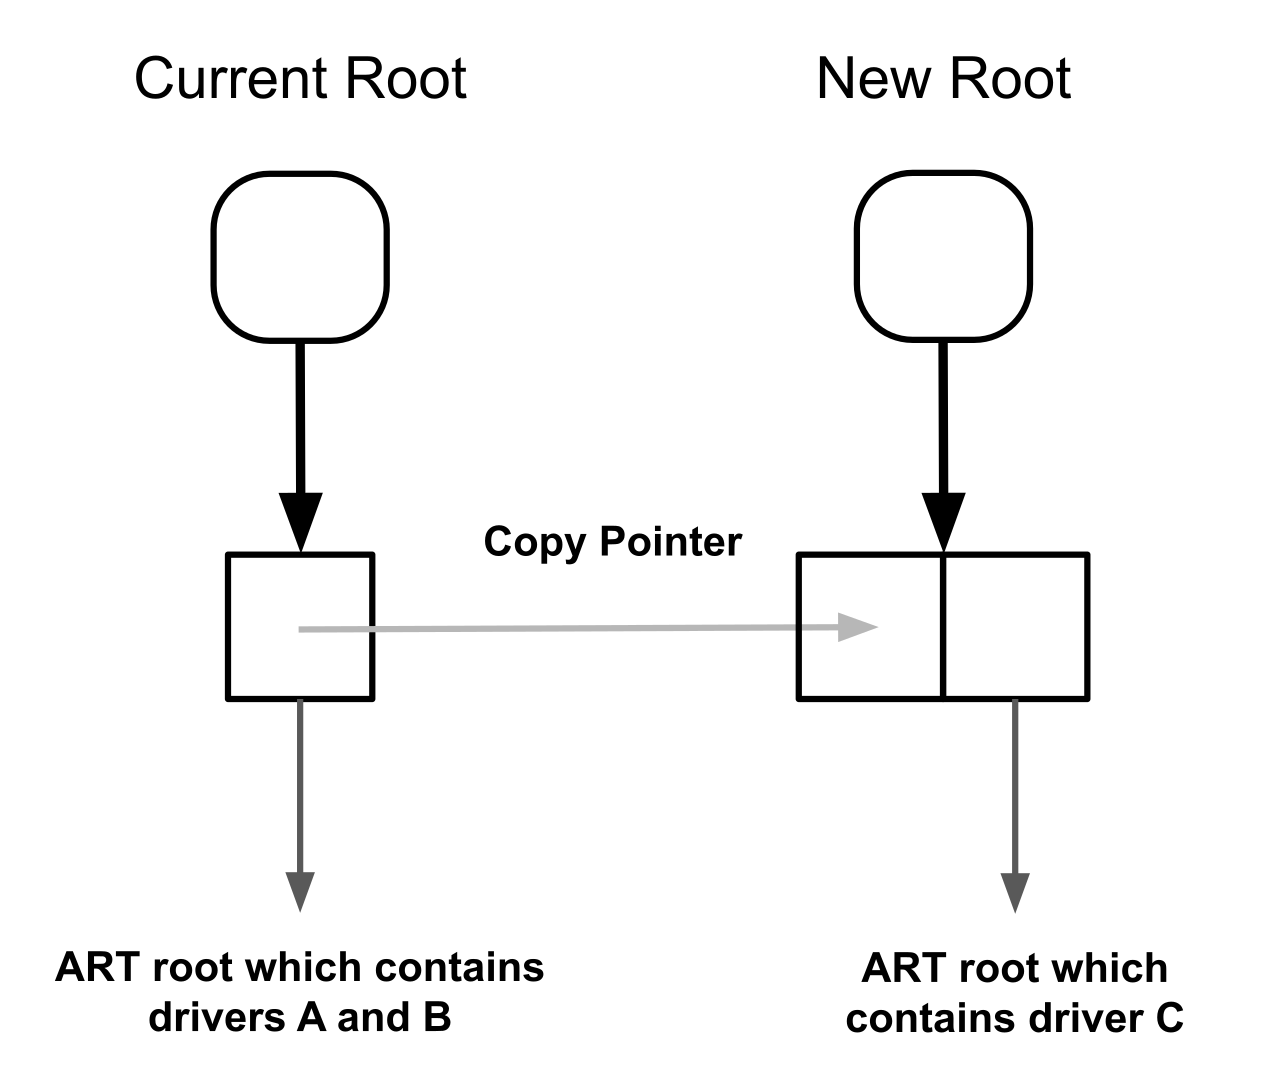 Current Root
New Root
Copy Pointer
ART root which contains
drivers A and B
ART root which
contains driver C